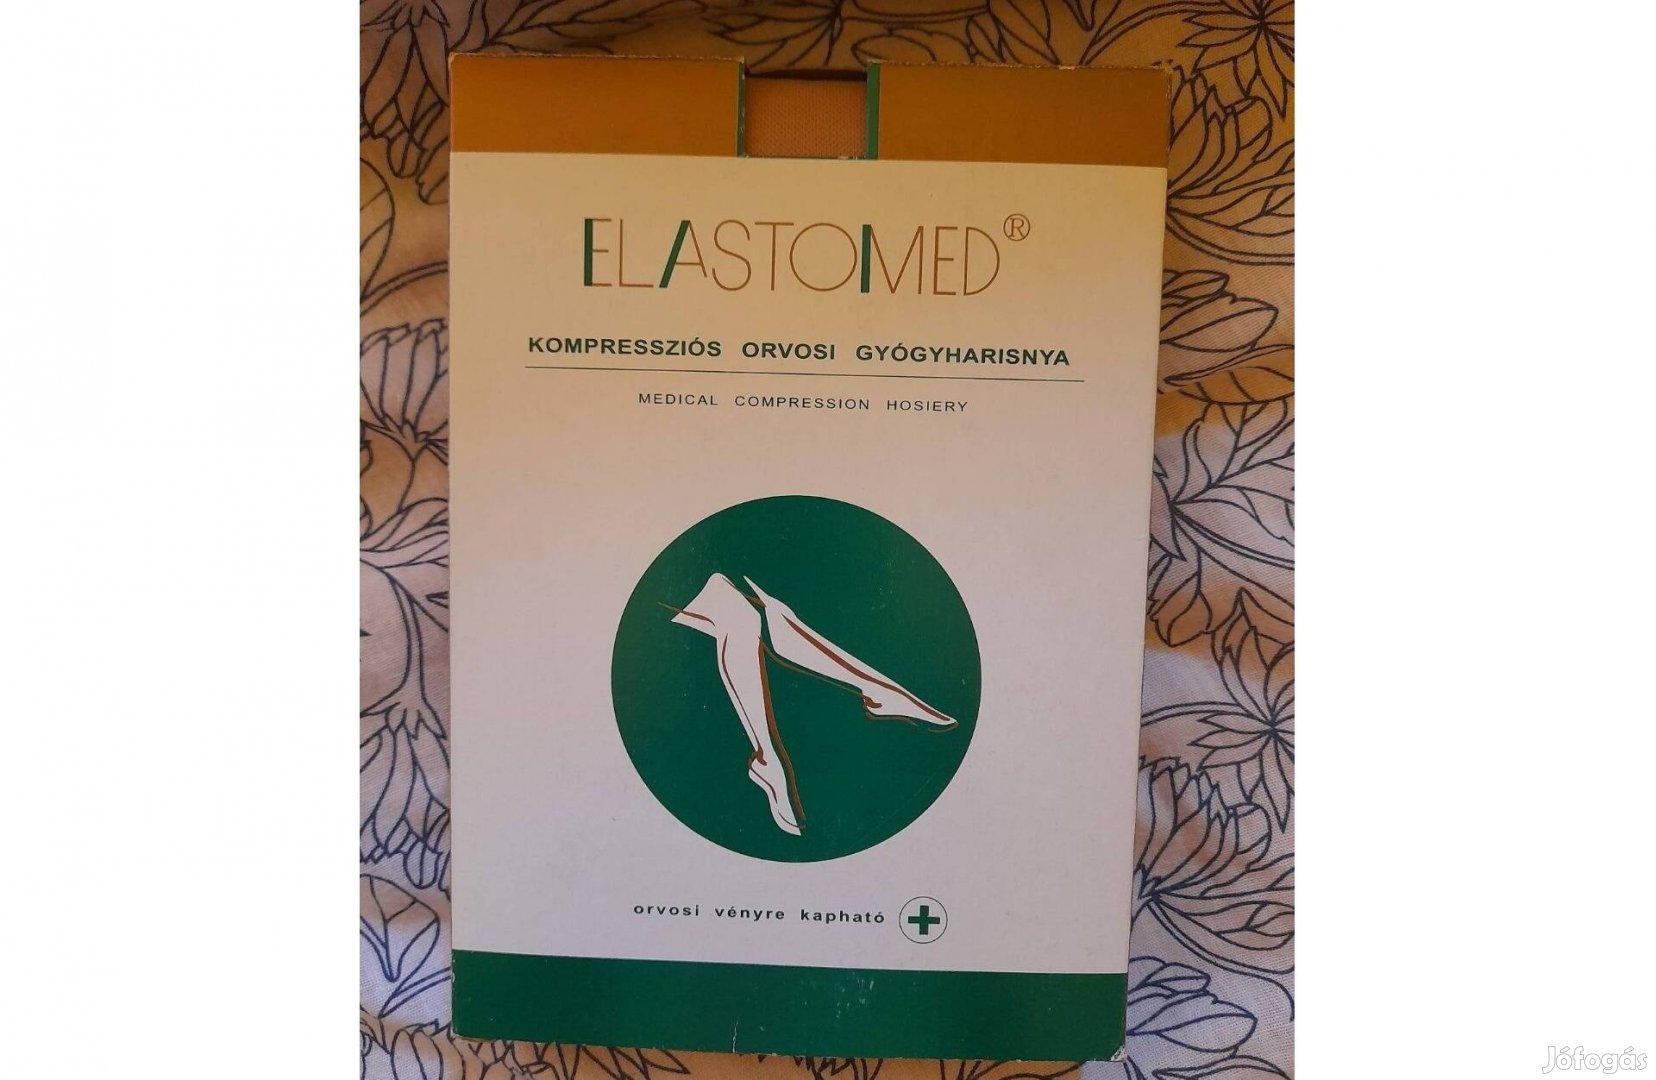 ELASTOMED®
KOMPRESSZIÓS ORVOSI GYÓGYHARISNYA
MEDICAL COMPRESSION HOSIERY
orvosi vényre kapható
Jófogás